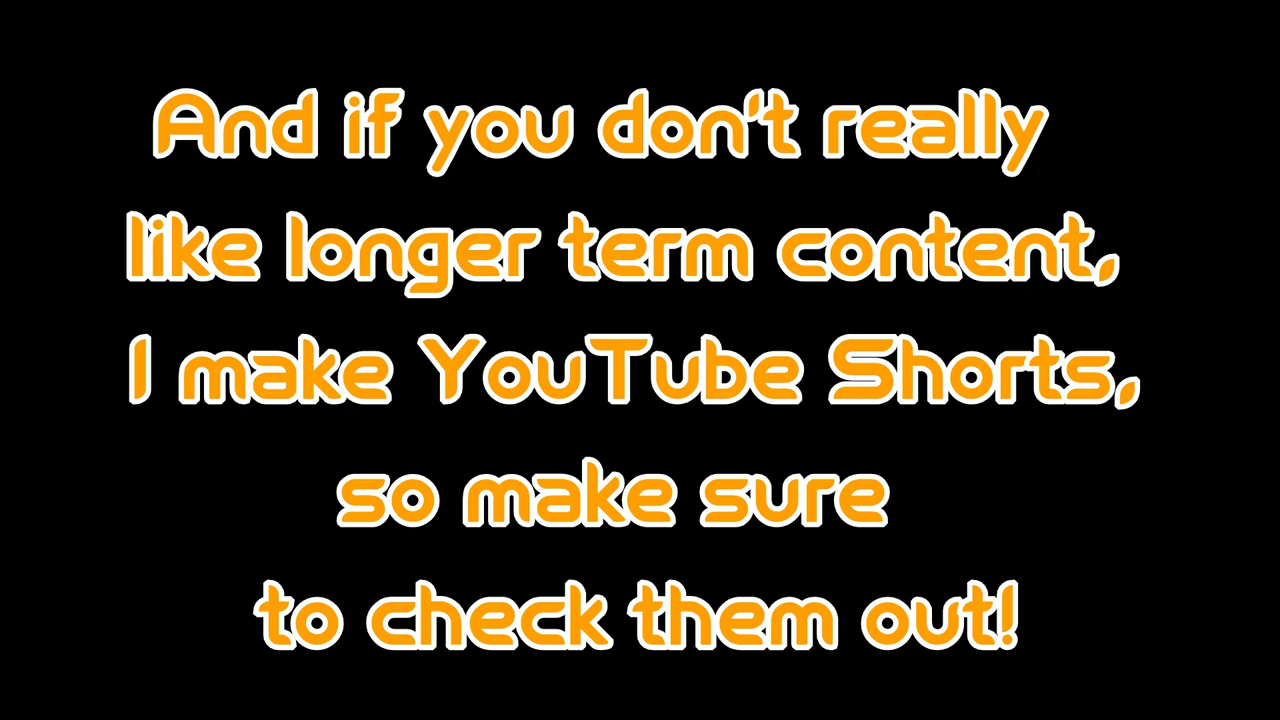 And if you don't really
like longer term content,
I make YouTube Shorts,
so make sure
to check them out!